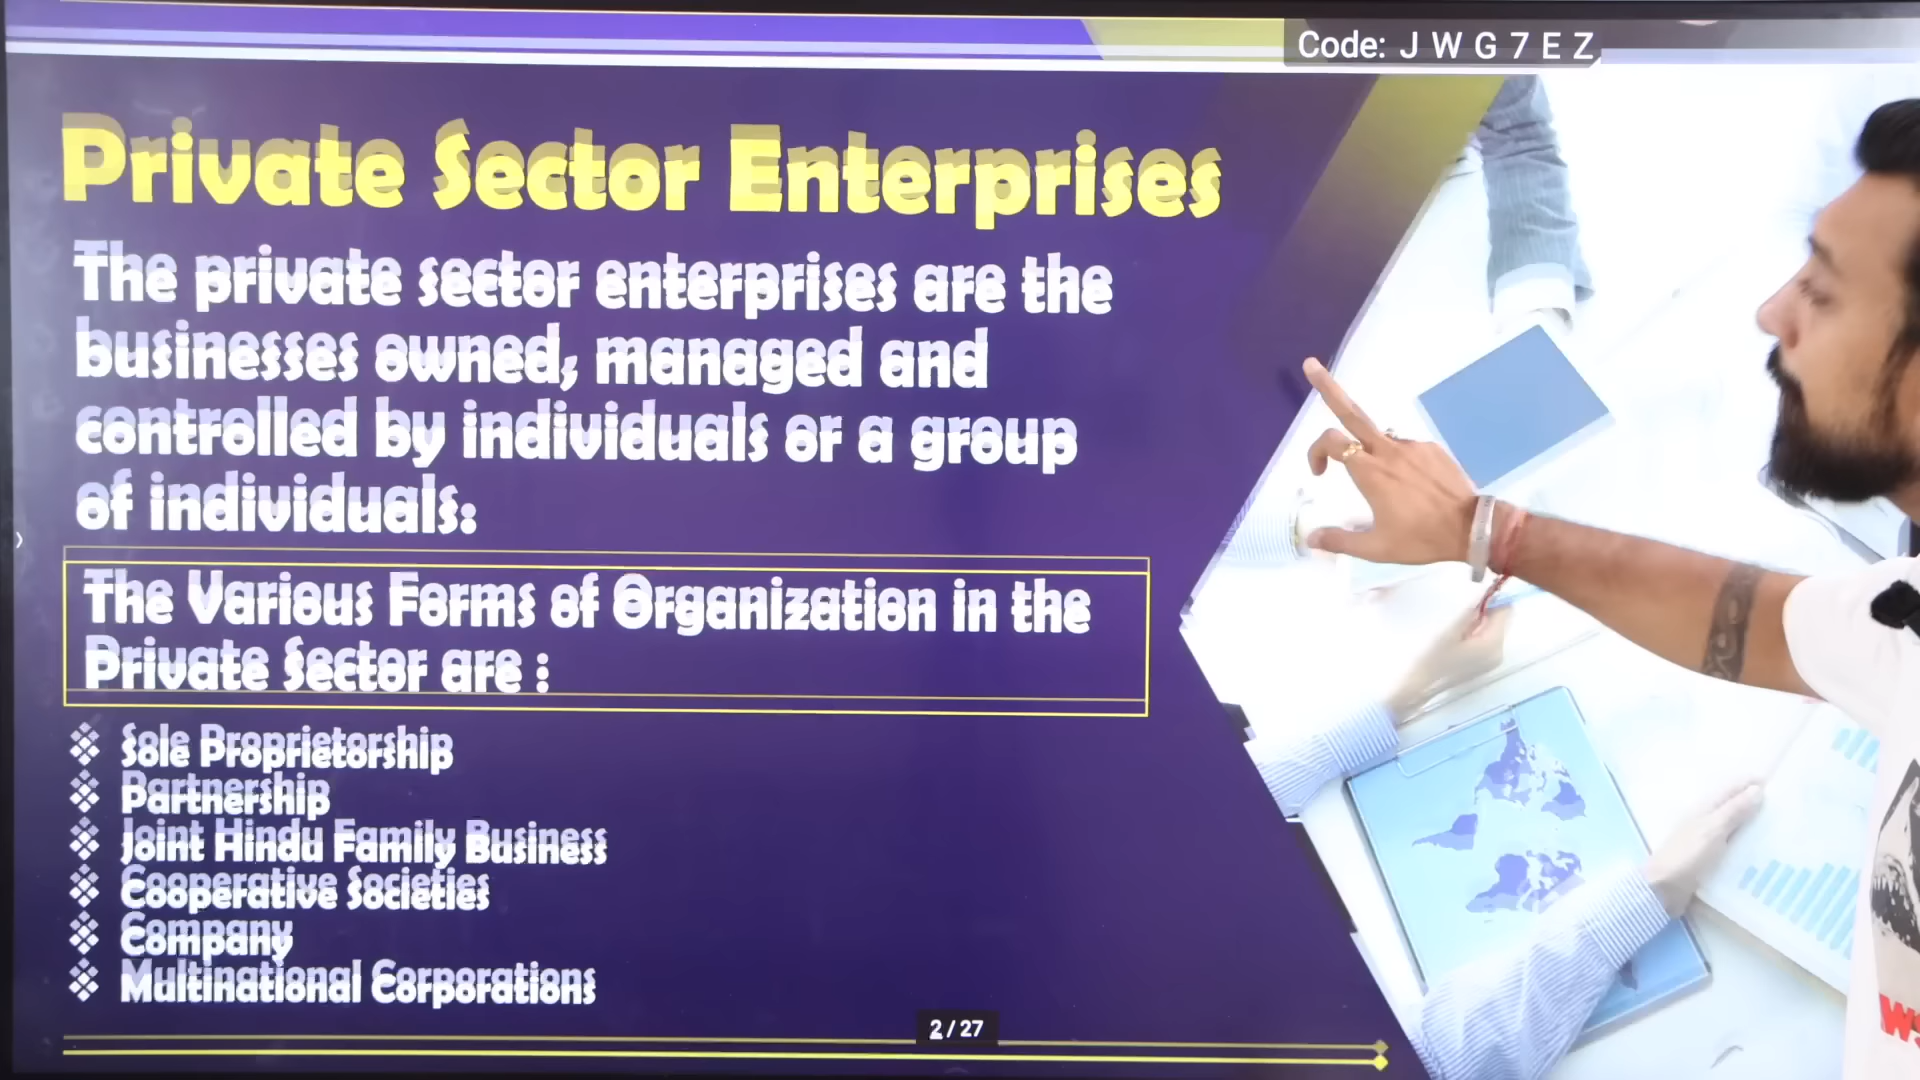 Code: J W G 7 E Z
Private Sector Enterprises
The private sector enterprises are the
businesses owned, managed and
controlled by individuals or a group
of individuals:
The Various Forms of Organization in the
Private Sector are :
❖ Sole Proprietorship
❖ Partnership
❖ Joint Hindu Family Business
❖ Cooperative Societies
❖ Company
❖ Multinational Corporations
2 / 27